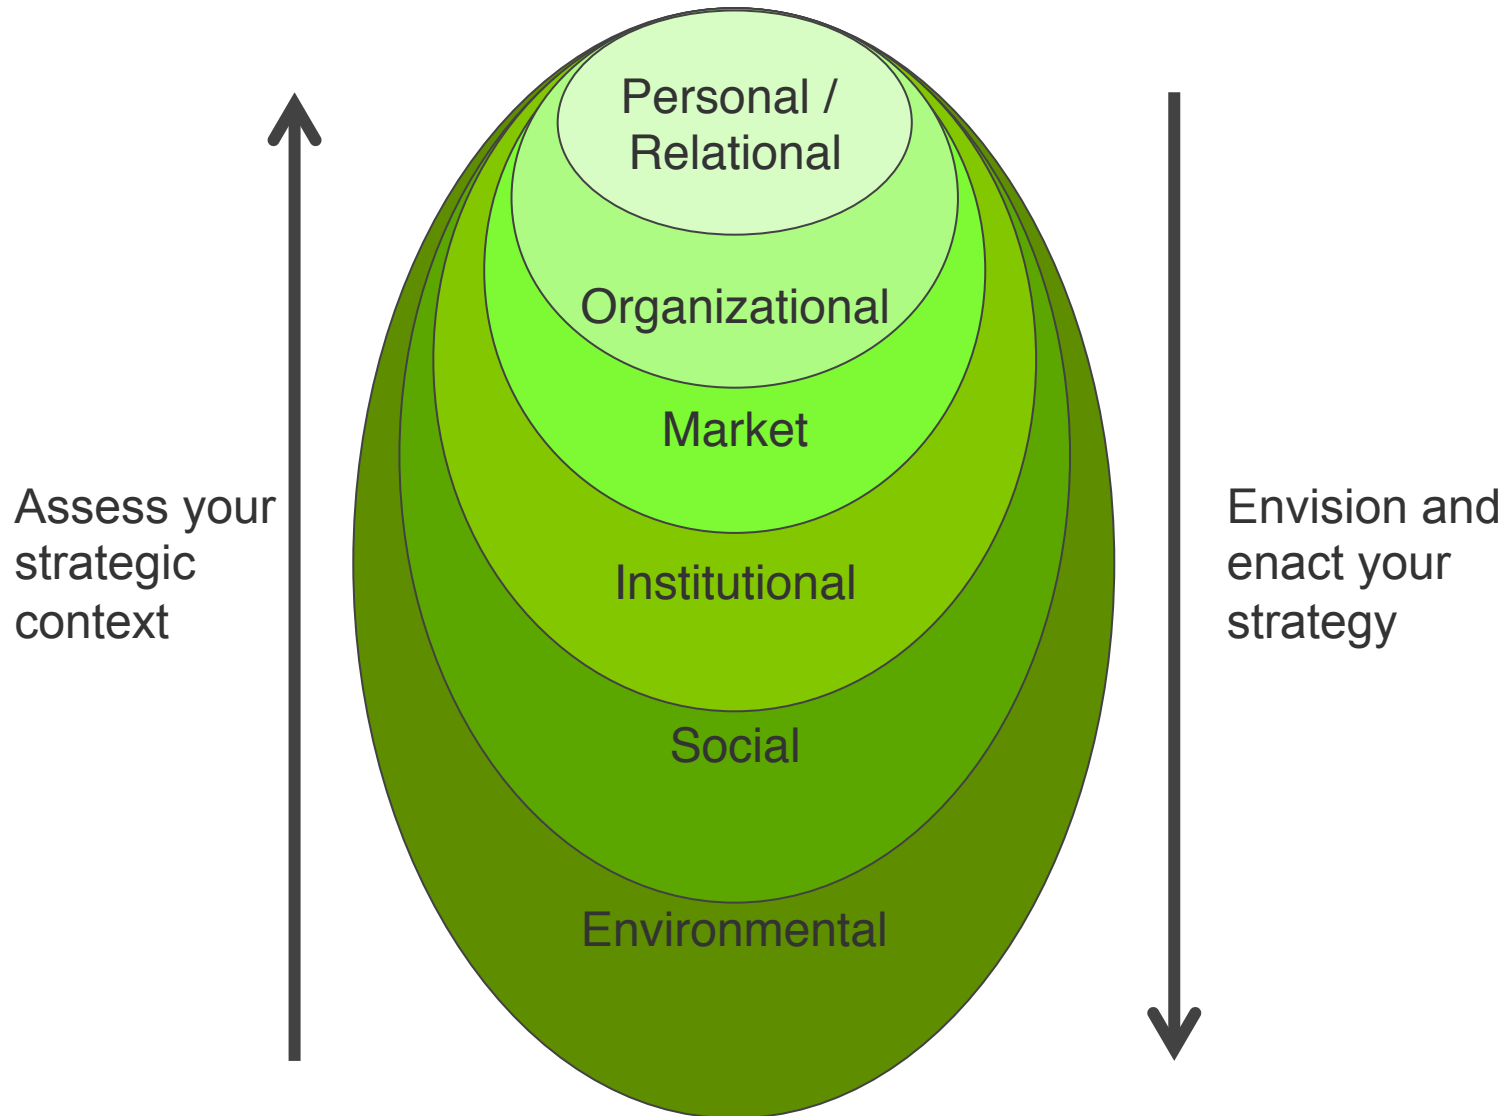 Personal /
Relational
Organizational
Market
Institutional
Social
Environmental
Assess your
strategic
context
Envision and
enact your
strategy